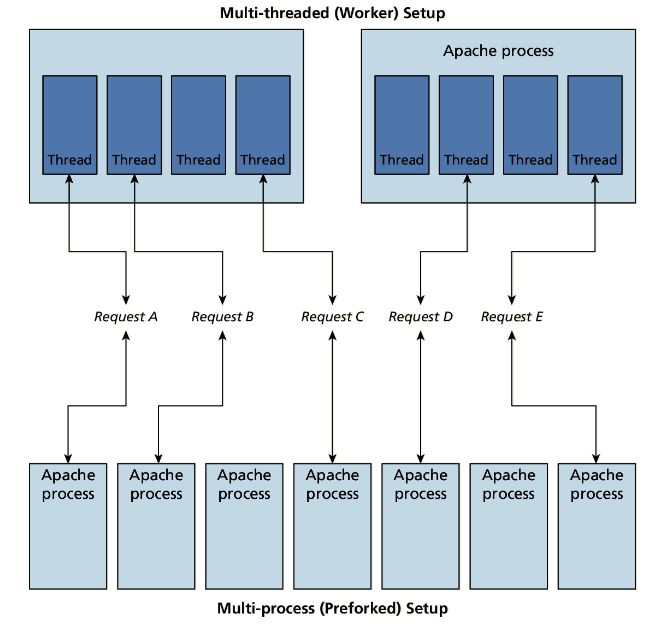 Multi-threaded (Worker) Setup
Apache process
Thread
Thread
Thread
Thread
Thread
Thread
Thread
Thread
Request A
Request B
Request C
Request D
Request E
Apache
process
Apache
process
Apache
process
Apache
process
Apache
process
Apache
process
Apache
process
Multi-process (Preforked) Setup